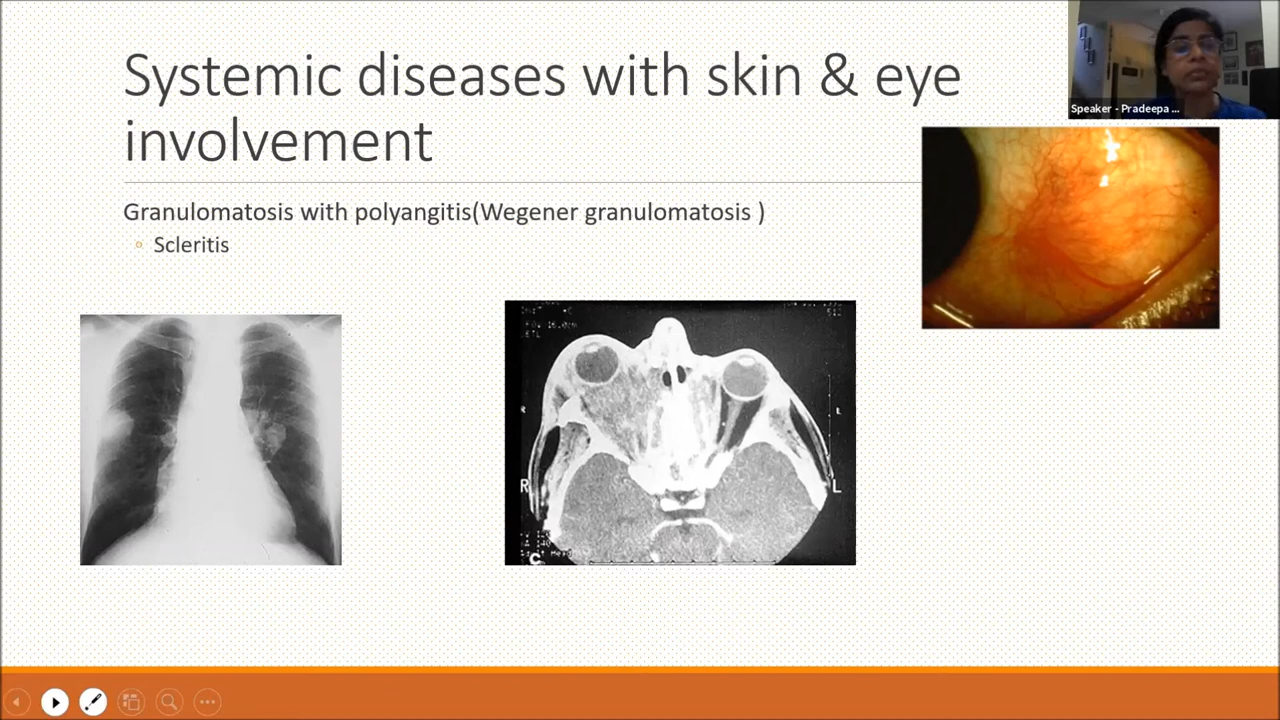 Systemic diseases with skin & eye
involvement
Speaker - Pradeepa ...
Granulomatosis with polyangitis(Wegener granulomatosis )
Scleritis
R
L
R
L
C